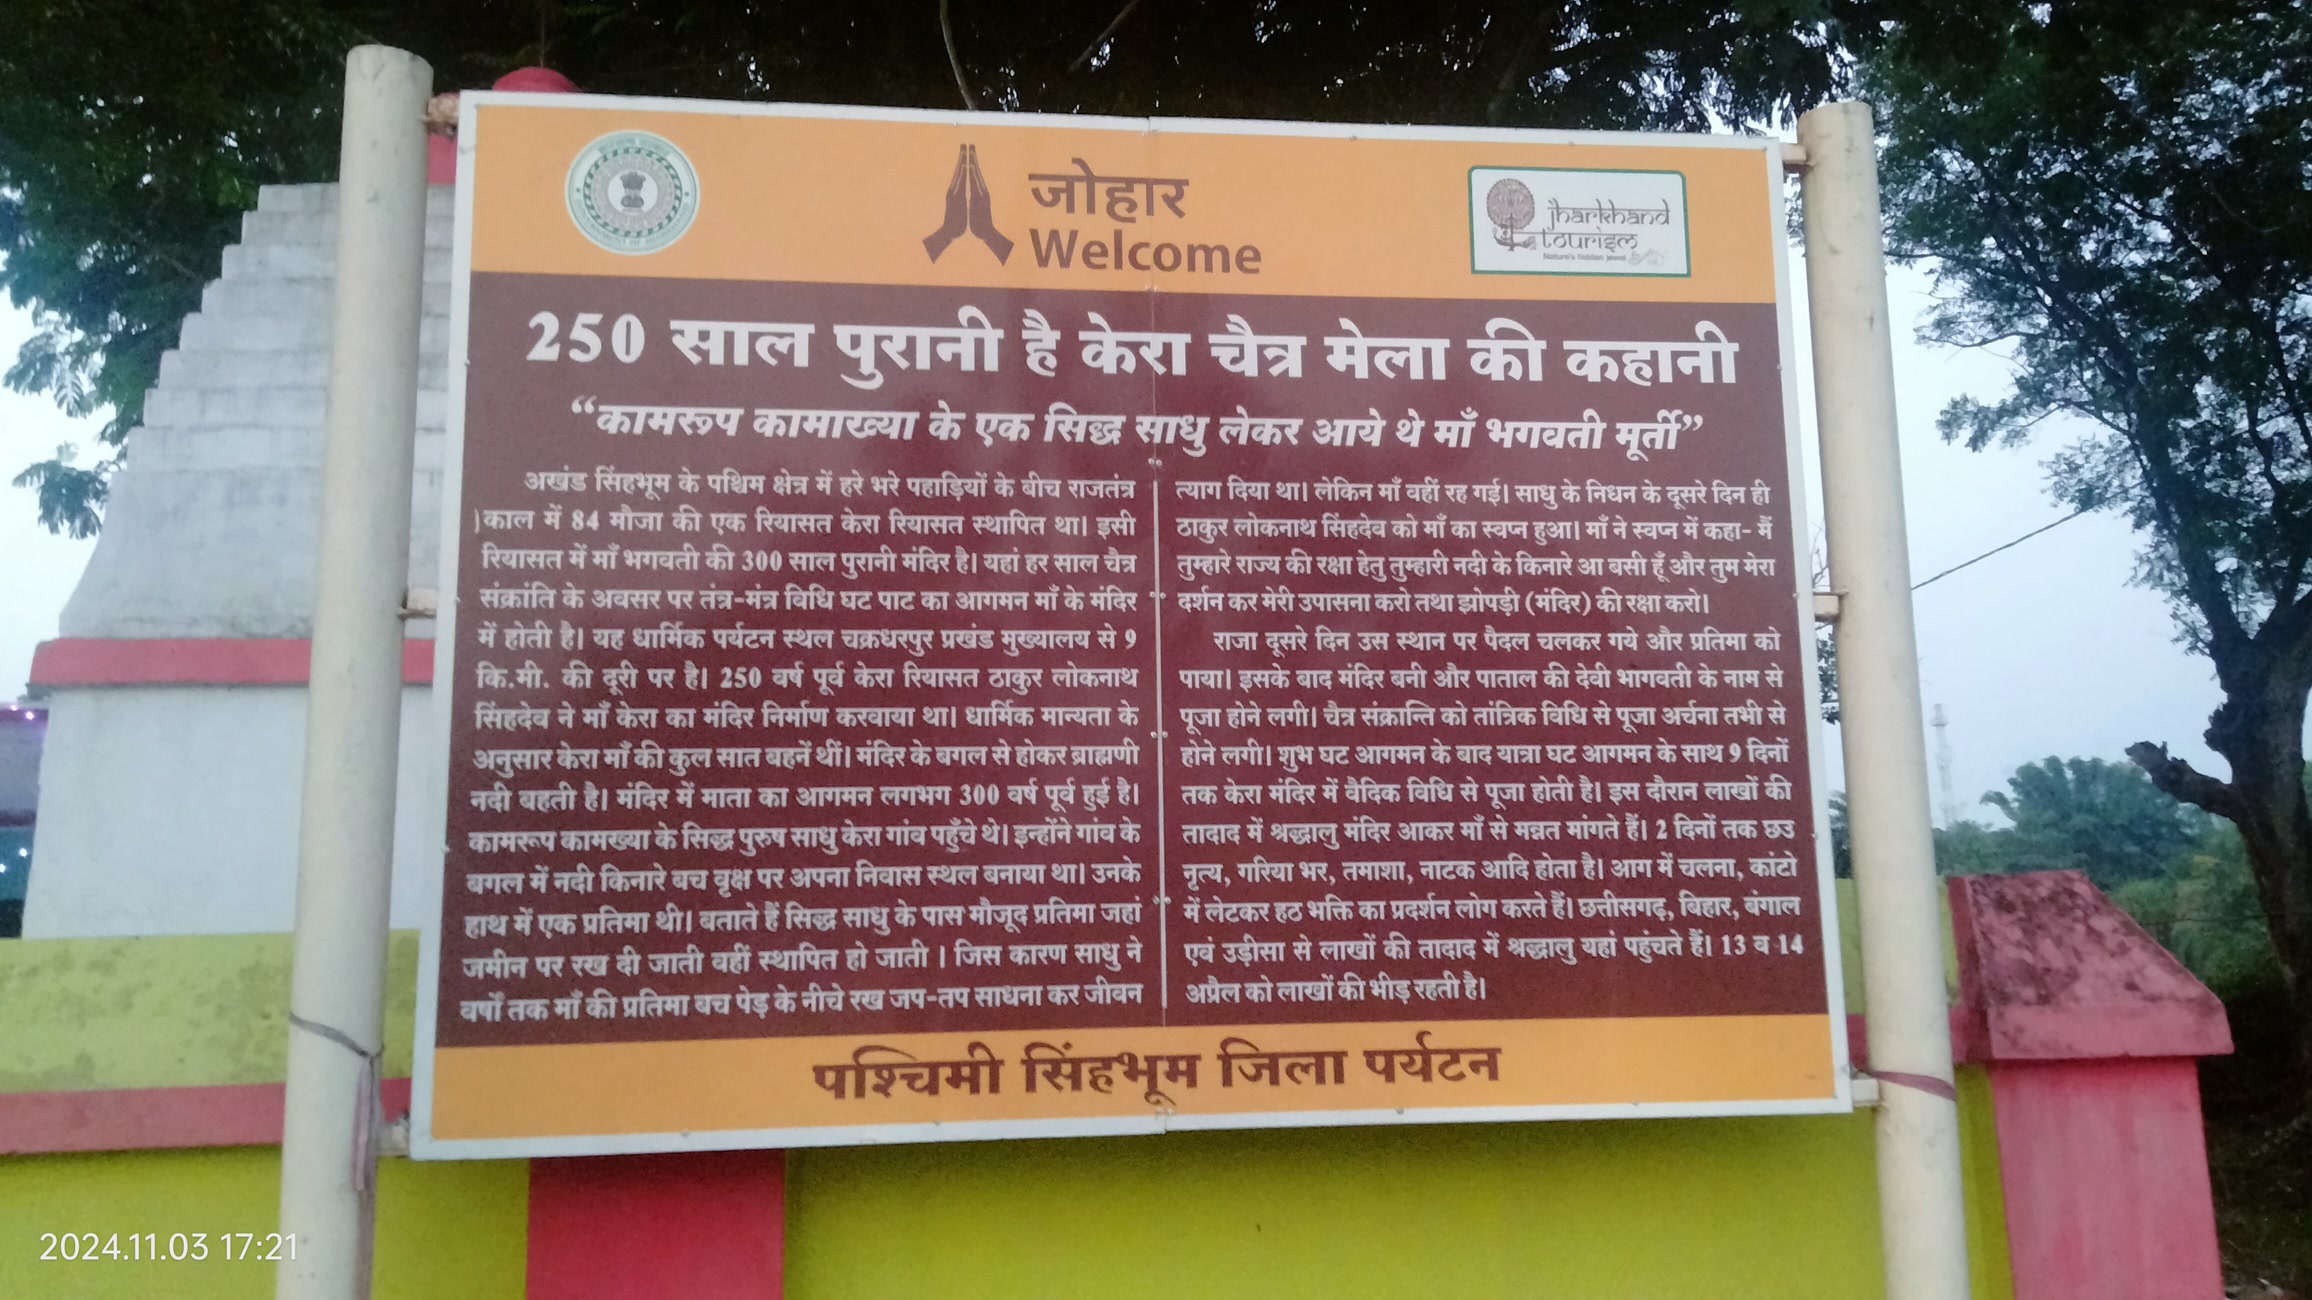 जोहार
Welcome
jharkhand
tourism
Nature's hidden jewel
250 साल पुरानी है केरा चैत्र मेला की कहानी
“कामरूप कामाख्या के एक सिद्ध साधु लेकर आये थे माँ भगवती मूर्ती”
अखंड सिंहभूम के पश्चिम क्षेत्र में हरे भरे पहाड़ियों के बीच राजतंत्र
काल में 84 मौजा की एक रियासत केरा रियासत स्थापित था। इसी
रियासत में माँ भगवती की 300 साल पुरानी मंदिर है। यहां हर साल चैत्र
संक्रांति के अवसर पर तंत्र-मंत्र विधि घट पाट का आगमन माँ के मंदिर
में होती है। यह धार्मिक पर्यटन स्थल चक्रधरपुर प्रखंड मुख्यालय से 9
कि.मी. की दूरी पर है। 250 वर्ष पूर्व केरा रियासत ठाकुर लोकनाथ
सिंहदेव ने माँ केरा का मंदिर निर्माण करवाया था। धार्मिक मान्यता के
अनुसार केरा माँ की कुल सात बहनें थीं। मंदिर के बगल से होकर ब्राह्मणी
नदी बहती है। मंदिर में माता का आगमन लगभग 300 वर्ष पूर्व हुई है।
कामरूप कामख्या के सिद्ध पुरुष साधु केरा गांव पहुँचे थे। इन्होंने गांव के
बगल में नदी किनारे बच वृक्ष पर अपना निवास स्थल बनाया था। उनके
हाथ में एक प्रतिमा थी। बताते हैं सिद्ध साधु के पास मौजूद प्रतिमा जहां
जमीन पर रख दी जाती वहीं स्थापित हो जाती । जिस कारण साधु ने
वर्षों तक माँ की प्रतिमा बच पेड़ के नीचे रख जप-तप साधना कर जीवन
त्याग दिया था। लेकिन माँ वहीं रह गई। साधु के निधन के दूसरे दिन ही
ठाकुर लोकनाथ सिंहदेव को माँ का स्वप्न हुआ। माँ ने स्वप्न में कहा- मैं
तुम्हारे राज्य की रक्षा हेतु तुम्हारी नदी के किनारे आ बसी हूँ और तुम मेरा
दर्शन कर मेरी उपासना करो तथा झोपड़ी (मंदिर) की रक्षा करो।
राजा दूसरे दिन उस स्थान पर पैदल चलकर गये और प्रतिमा को
पाया। इसके बाद मंदिर बनी और पाताल की देवी भागवती के नाम से
पूजा होने लगी। चैत्र संक्रान्ति को तांत्रिक विधि से पूजा अर्चना तभी से
होने लगी। शुभ घट आगमन के बाद यात्रा घट आगमन के साथ 9 दिनों
तक केरा मंदिर में वैदिक विधि से पूजा होती है। इस दौरान लाखों की
तादाद में श्रद्धालु मंदिर आकर माँ से मन्नत मांगते हैं। 2 दिनों तक छउ
नृत्य, गरिया भर, तमाशा, नाटक आदि होता है। आग में चलना, कांटो
में लेटकर हठ भक्ति का प्रदर्शन लोग करते हैं। छत्तीसगढ़, बिहार, बंगाल
एवं उड़ीसा से लाखों की तादाद में श्रद्धालु यहां पहुंचते हैं। 13 व 14
अप्रैल को लाखों की भीड़ रहती है।
पश्चिमी सिंहभूम जिला पर्यटन
2024.11.03 17:21